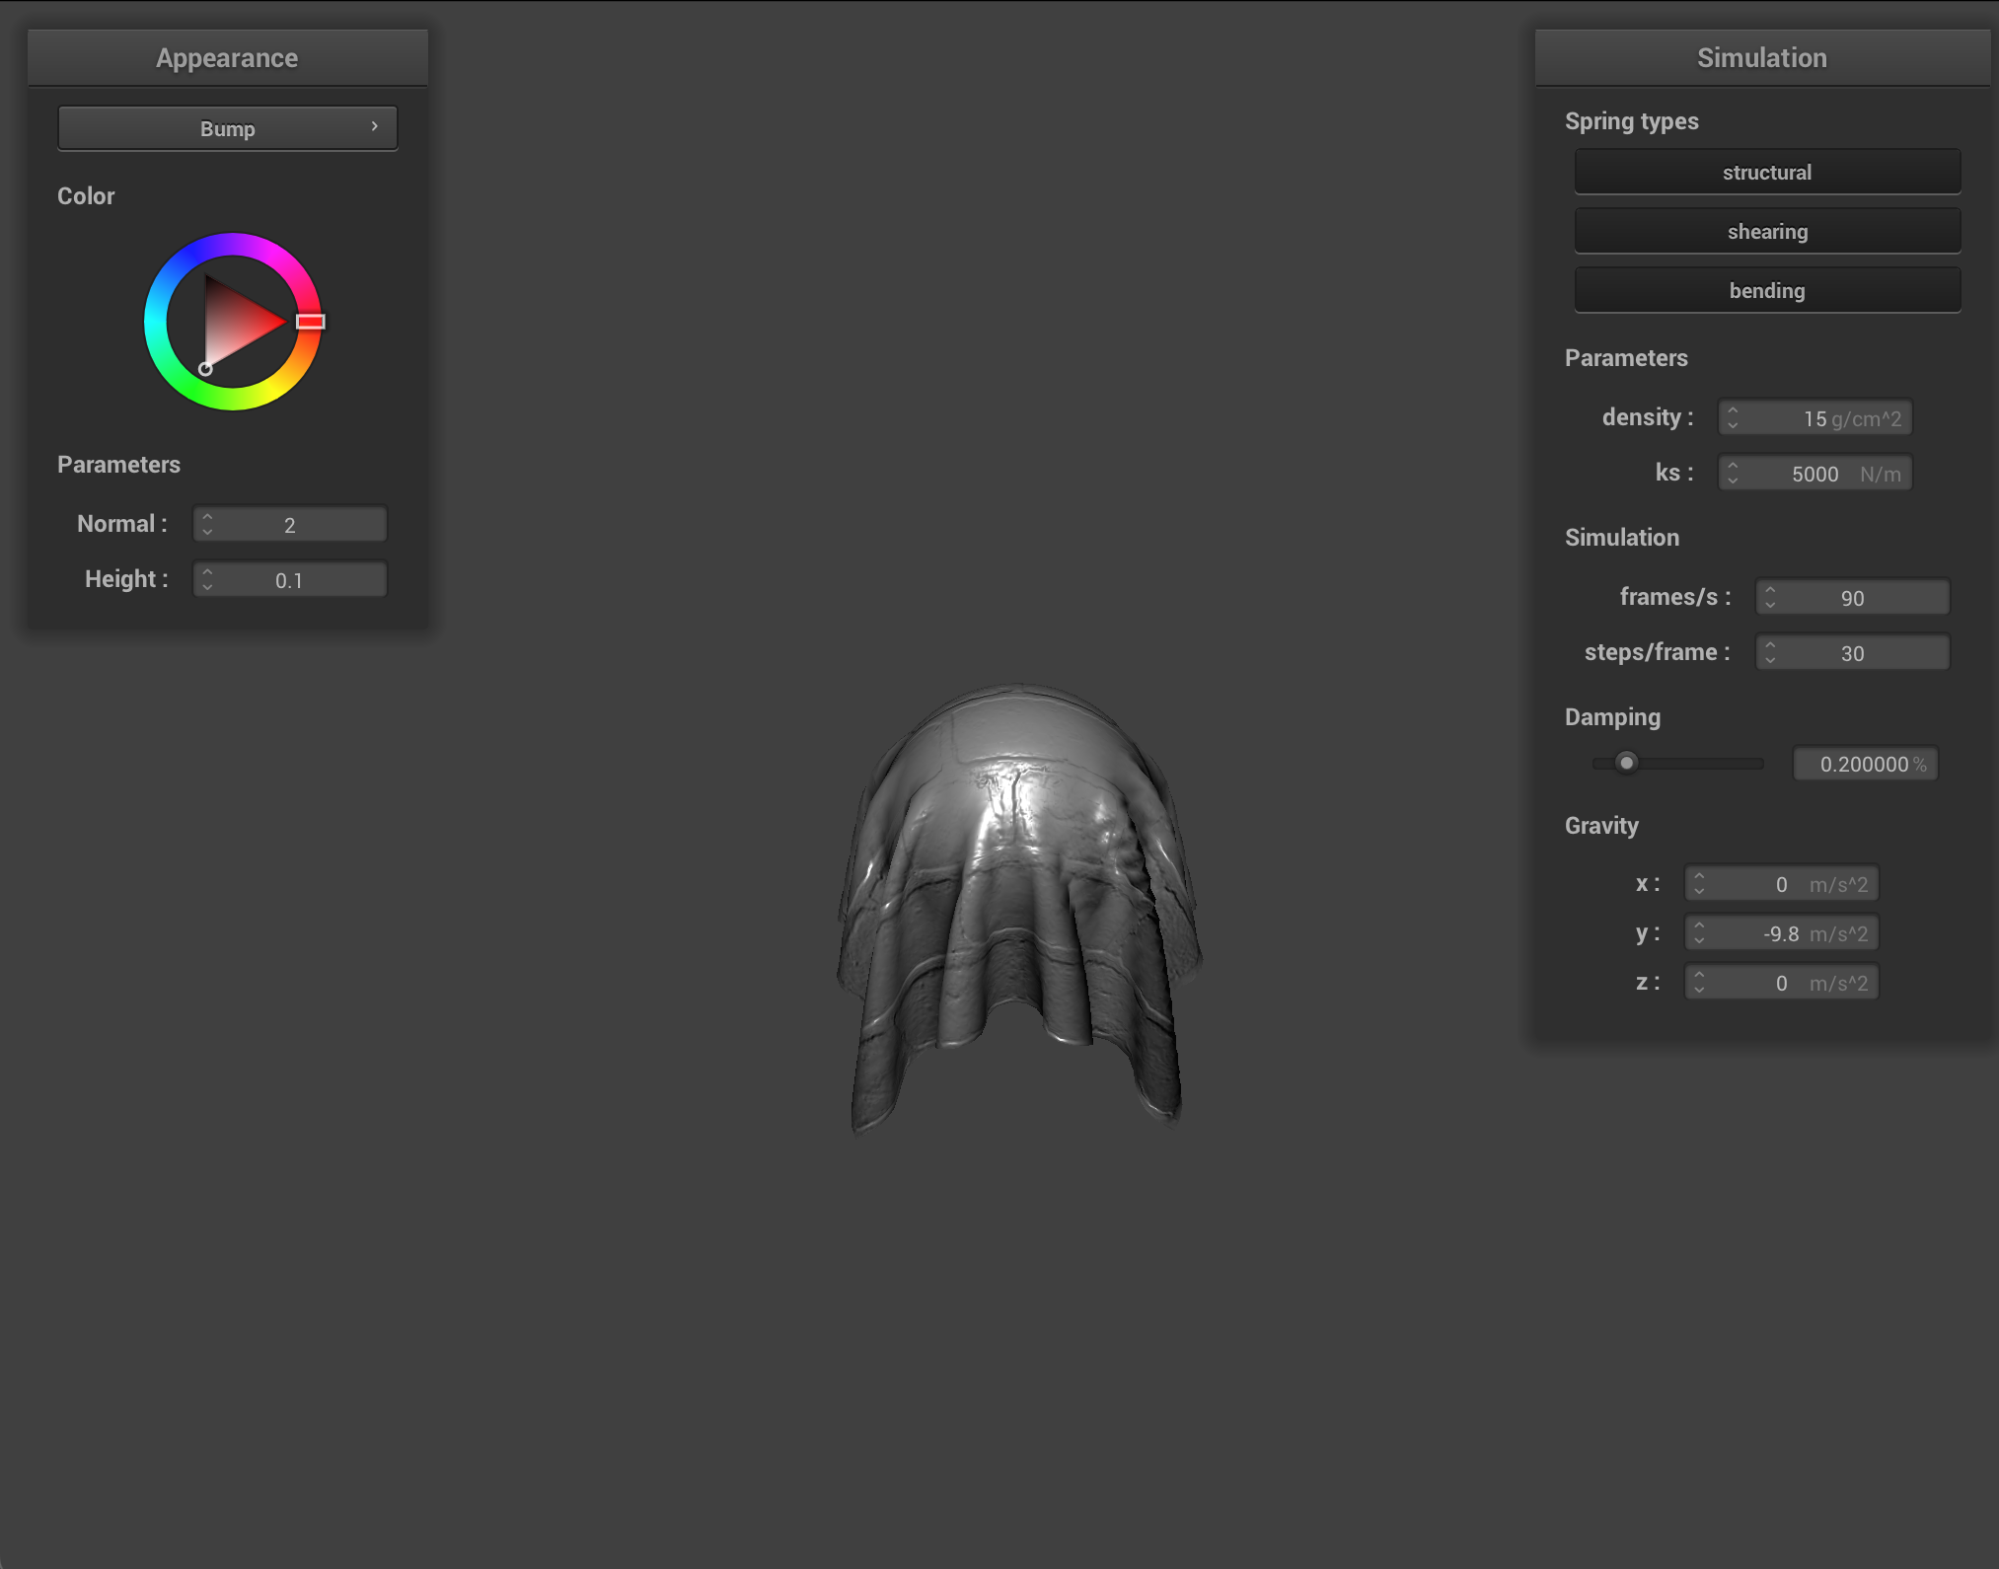 Appearance
Bump
Color
Parameters
Normal : 2
Height : 0.1
Simulation
Spring types
structural
shearing
bending
Parameters
density : 15 g/cm^2
ks : 5000 N/m
Simulation
frames/s : 90
steps/frame : 30
Damping
0.200000 %
Gravity
x : 0 m/s^2
y : -9.8 m/s^2
z : 0 m/s^2